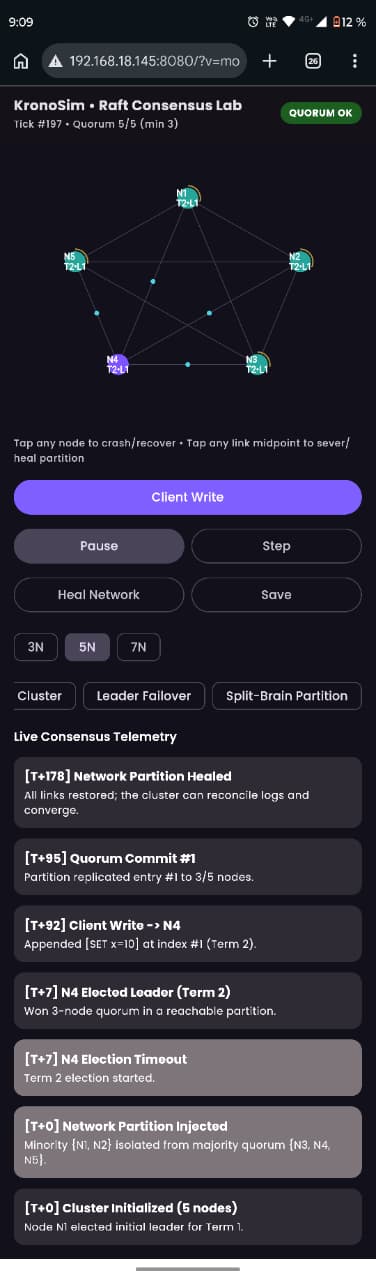 9:09
Vo)) LTE
4G+
12 %
192.168.18.145:8080/?v=mo
26
KronoSim • Raft Consensus Lab
Tick #197 • Quorum 5/5 (min 3)
QUORUM OK
N1
T2•L1
N5
T2•L1
N2
T2•L1
N4
T2•L1
N3
T2•L1
Tap any node to crash/recover • Tap any link midpoint to sever/
heal partition
Client Write
Pause
Step
Heal Network
Save
3N
5N
7N
Cluster
Leader Failover
Split-Brain Partition
Live Consensus Telemetry
[T+178] Network Partition Healed
All links restored; the cluster can reconcile logs and
converge.
[T+95] Quorum Commit #1
Partition replicated entry #1 to 3/5 nodes.
[T+92] Client Write -> N4
Appended [SET x=10] at index #1 (Term 2).
[T+7] N4 Elected Leader (Term 2)
Won 3-node quorum in a reachable partition.
[T+7] N4 Election Timeout
Term 2 election started.
[T+0] Network Partition Injected
Minority {N1, N2} isolated from majority quorum {N3, N4,
N5}.
[T+0] Cluster Initialized (5 nodes)
Node N1 elected initial leader for Term 1.